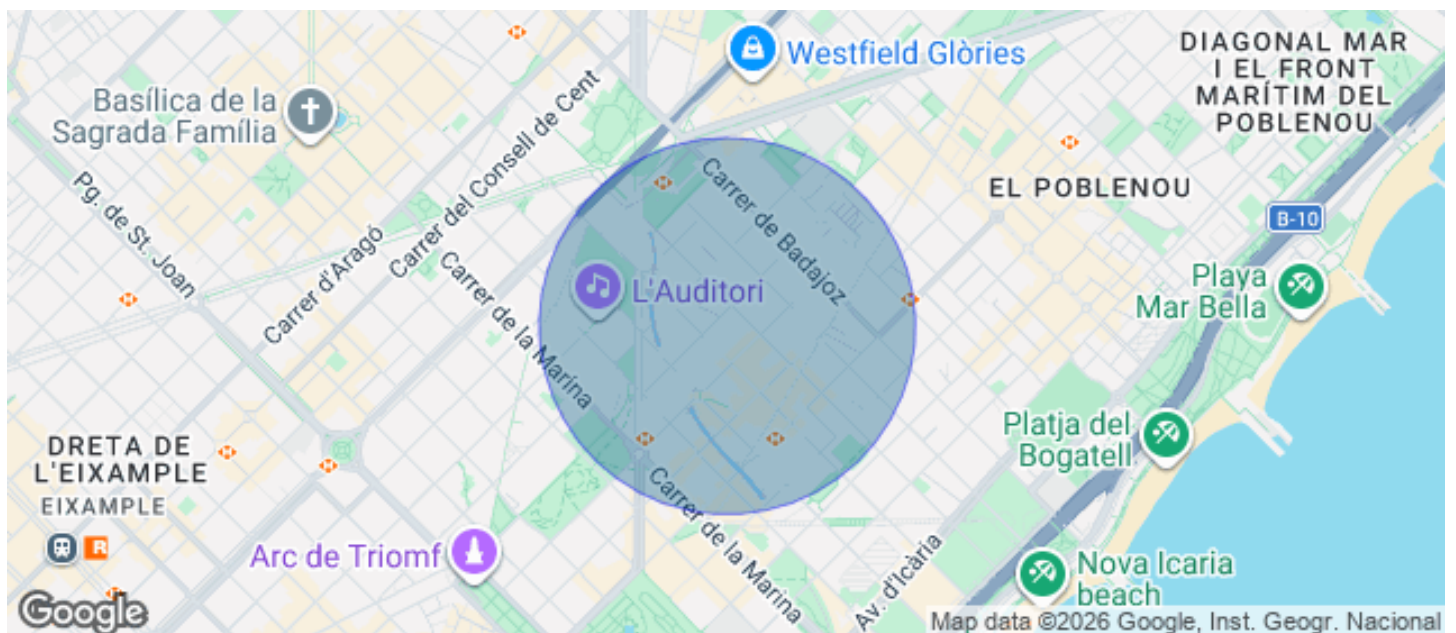 Westfield Glòries
DIAGONAL MAR
I EL FRONT
MARÍTIM DEL
POBLENOU
Basílica de la
Sagrada Família
Carrer del Consell de Cent
Pg. de St. Joan
Carrer d'Aragó
Carrer de la Marina
Carrer de Badajoz
EL POBLENOU
B-10
L'Auditori
Playa
Mar Bella
Platja del
Bogatell
DRETA DE
L'EIXAMPLE
EIXAMPLE
R
Arc de Triomf
Carrer de la Marina
Av. d'Icària
Nova Icaria
beach
Google
Map data ©2026 Google, Inst. Geogr. Nacional